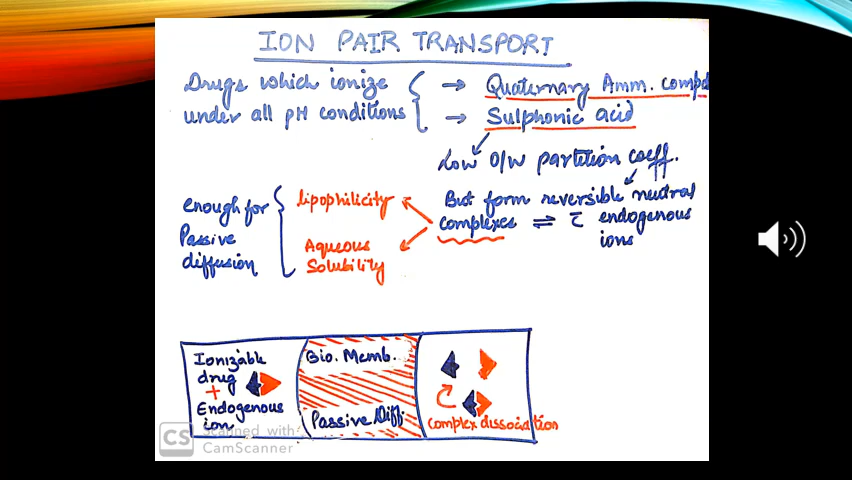 ION PAIR TRANSPORT
Drugs which ionize
under all pH conditions
→ Quaternary Amm. compd
→ Sulphonic acid
Low O/W partition coeff.
But form reversible neutral
complexes ⇌ c̄ endogenous
ions
lipophilicity
Aqueous
Solubility
enough for
Passive
diffusion
Ionizable
drug
+
Endogenous
ion
Bio. Memb.
Passive Diff.
complex dissociation
CS Scanned with
CamScanner